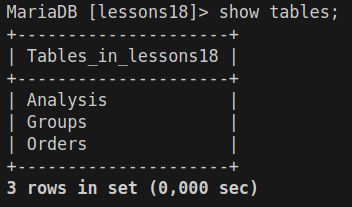 MariaDB [lessons18]> show tables;
+---------------------+
| Tables_in_lessons18 |
+---------------------+
| Analysis            |
| Groups              |
| Orders              |
+---------------------+
3 rows in set (0,000 sec)